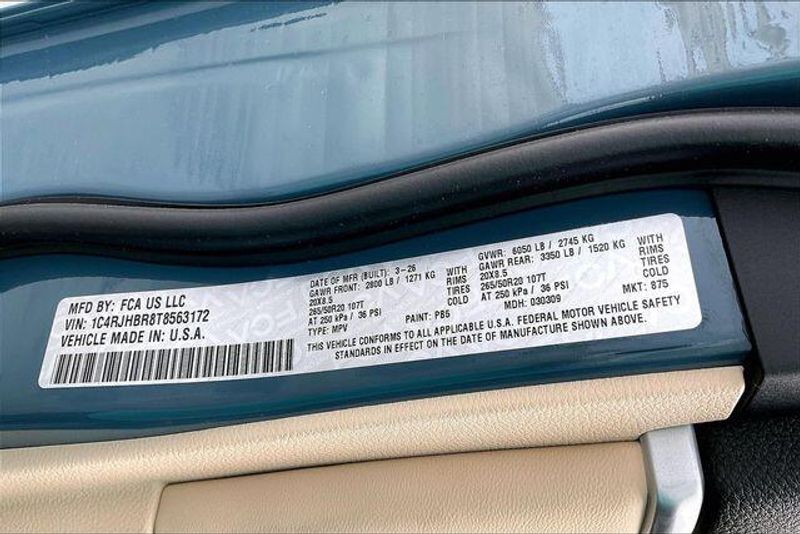 MFD BY: FCA US LLC
VIN: 1C4RJHBR8T8563172
VEHICLE MADE IN: U.S.A.
DATE OF MFR (BUILT): 3-26
GAWR FRONT: 2800 LB / 1271 KG WITH
20X8.5 RIMS
265/50R20 107T TIRES
AT 250 kPa / 36 PSI COLD
TYPE: MPV PAINT: PB5
GVWR: 6050 LB / 2745 KG
GAWR REAR: 3350 LB / 1520 KG WITH
20X8.5 RIMS
265/50R20 107T TIRES
AT 250 kPa / 36 PSI COLD
MDH: 030309 MKT: 875
THIS VEHICLE CONFORMS TO ALL APPLICABLE U.S.A. FEDERAL MOTOR VEHICLE SAFETY
STANDARDS IN EFFECT ON THE DATE OF MANUFACTURE SHOWN ABOVE.